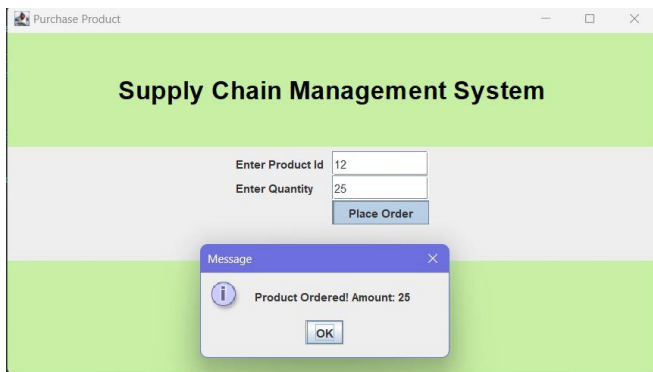 Purchase Product
Supply Chain Management System
Enter Product Id 12
Enter Quantity 25
Place Order
Message
Product Ordered! Amount: 25
OK